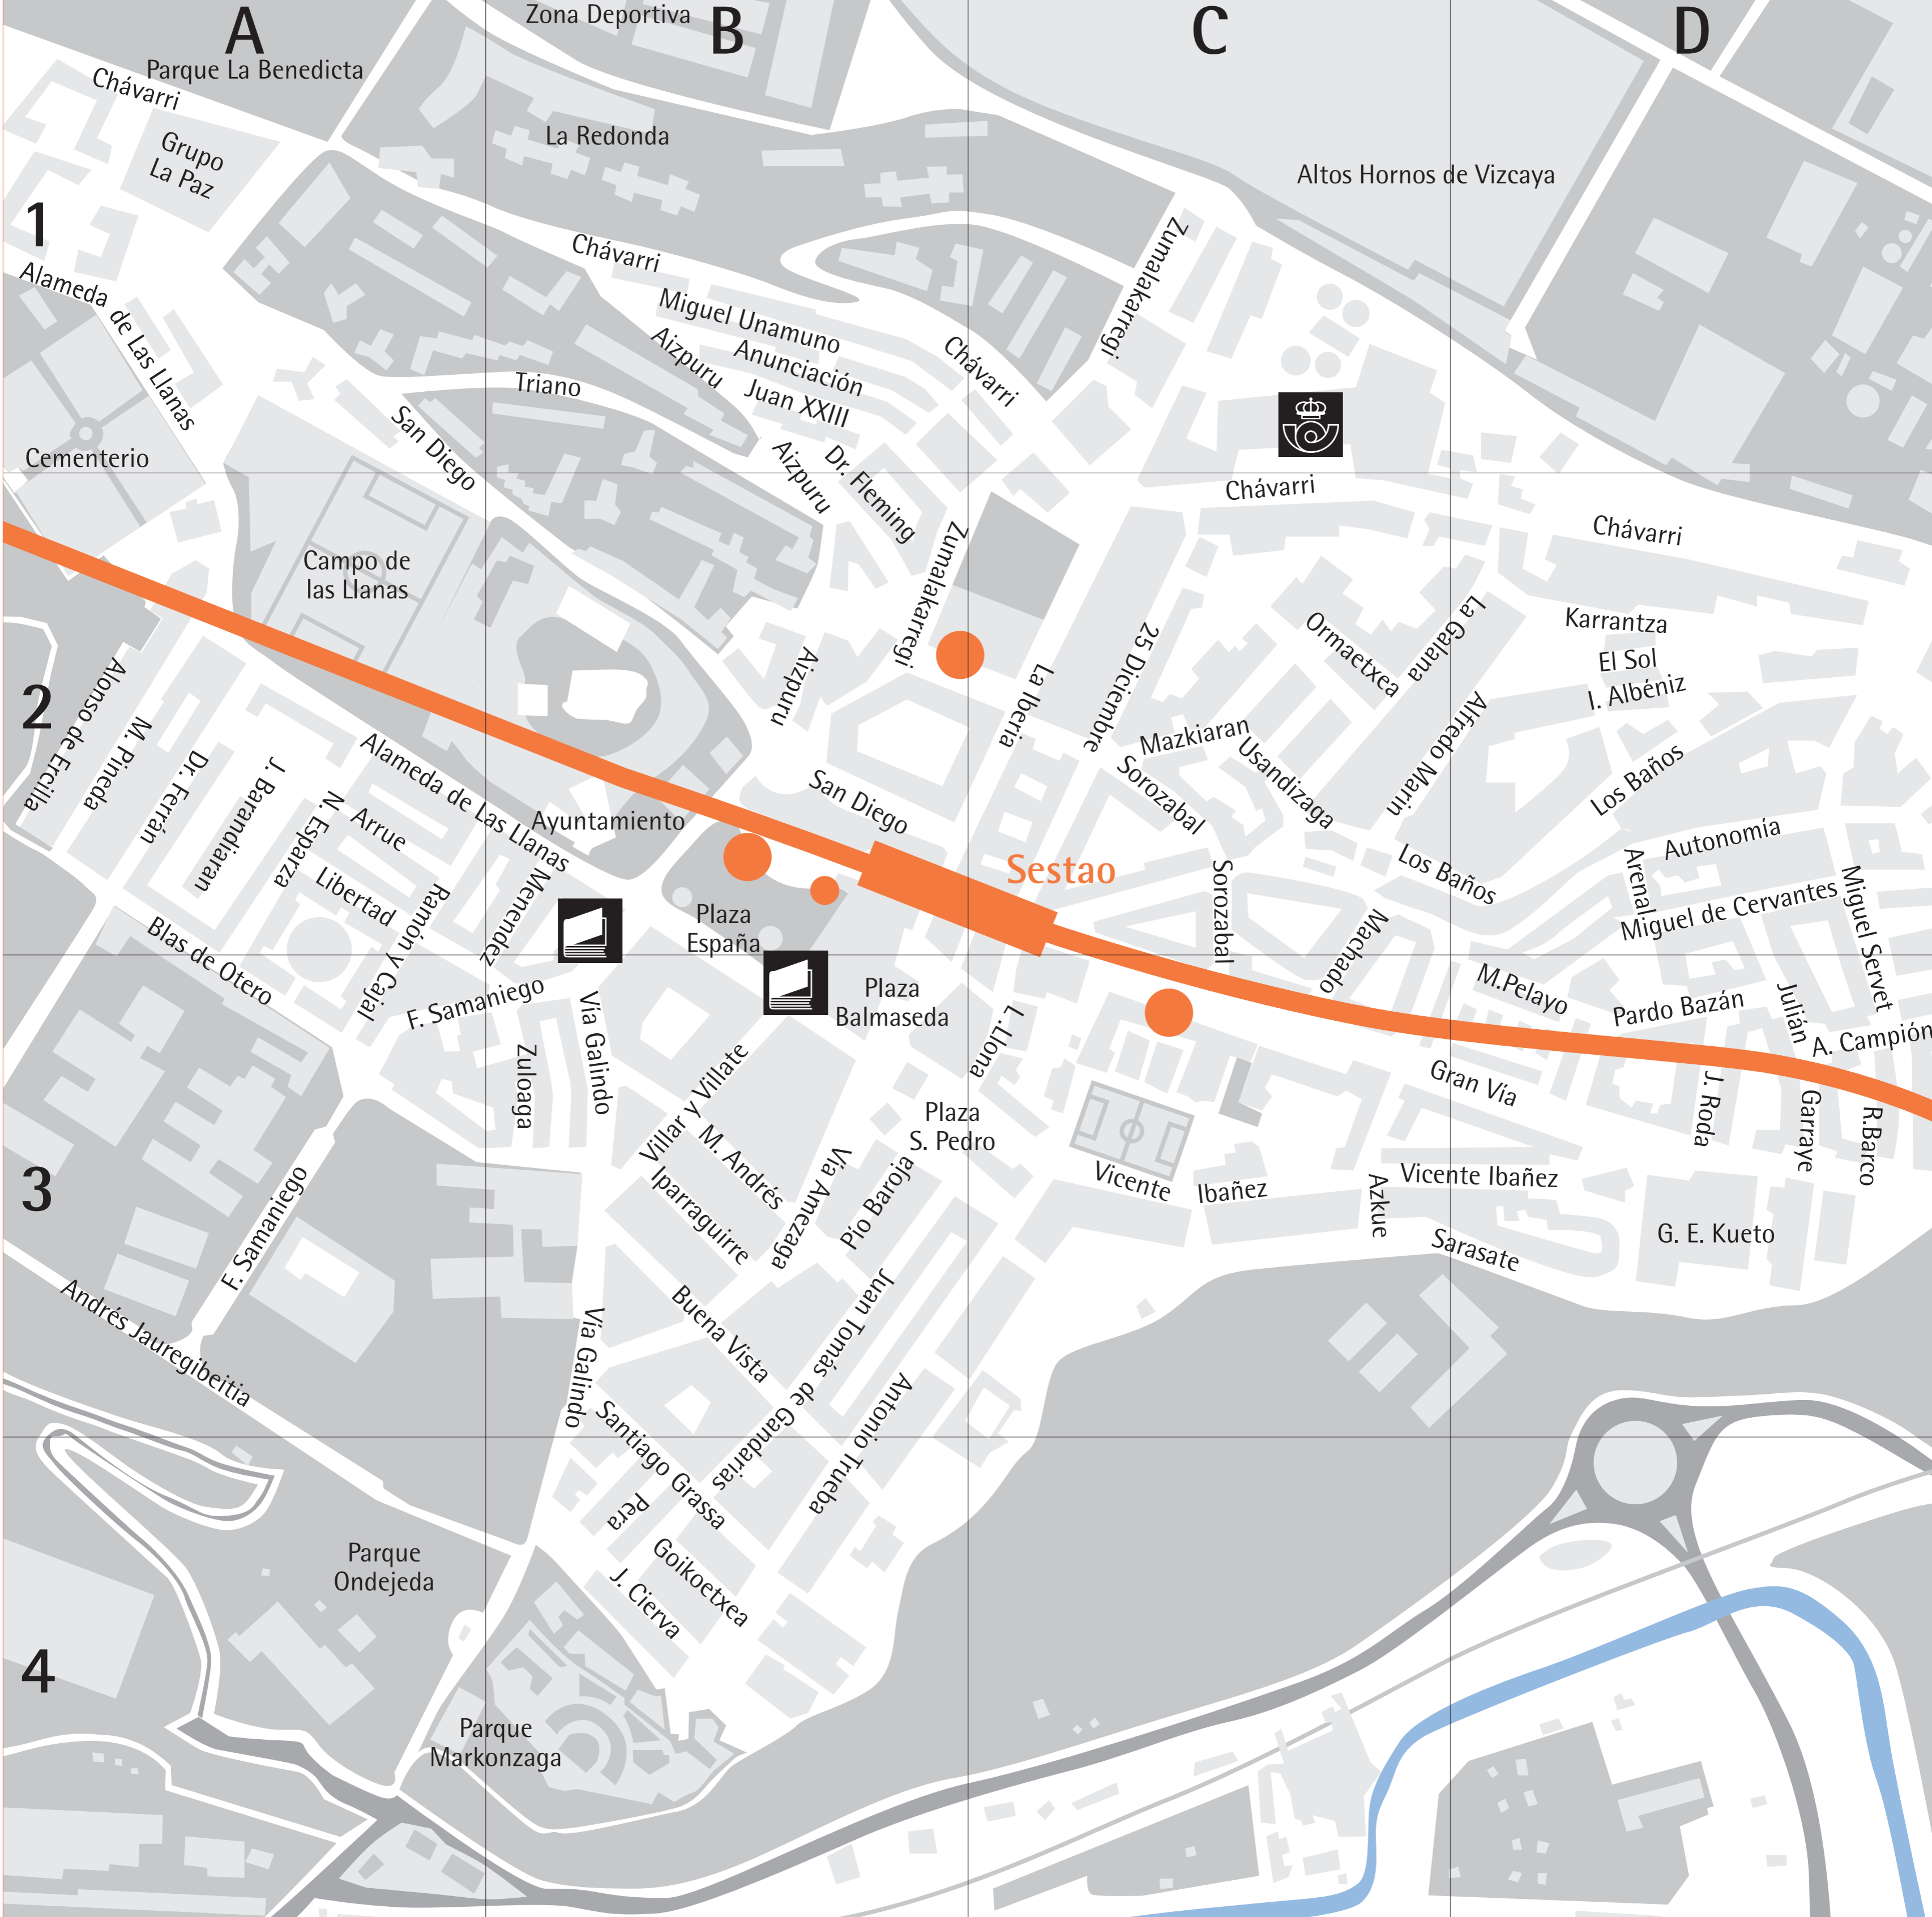 A
B
C
D
1
2
3
4
Zona Deportiva
Parque La Benedicta
Chávarri
Grupo
La Paz
La Redonda
Altos Hornos de Vizcaya
Chávarri
Zumalakarregi
Alameda de Las Llanas
Miguel Unamuno
Aizpuru
Anunciación
Juan XXIII
Chávarri
Triano
San Diego
Cementerio
Aizpuru
Dr. Fleming
Chávarri
Chávarri
Campo de
las Llanas
Zumalakarregi
Aizpuru
La Iberia
25 Diciembre
Ormaetxea
La Galana
Karrantza
El Sol
I. Albéniz
Alonso de Ercilla
M. Pineda
Dr. Ferrán
J. Barandiaran
N. Esparza
Arrue
Libertad
Alameda de Las Llanas
Ramón y Cajal
Menendez
Ayuntamiento
San Diego
Mazkiaran
Sorozabal
Usandizaga
Alfredo Marin
Los Baños
Autonomía
Arenal
Los Baños
Miguel de Cervantes
Miguel Servet
Sestao
Sorozabal
Machado
Plaza
España
Blas de Otero
F. Samaniego
Vía Galindo
Plaza
Balmaseda
L. Llona
M.Pelayo
Pardo Bazán
Julián
A. Campión
Zuloaga
Villar y Villate
M. Andrés
Iparraguirre
Via Amezaga
Pío Baroja
Plaza
S. Pedro
Gran Via
J. Roda
Garraye
R.Barco
Vicente
Ibañez
Azkue
Vicente Ibañez
Sarasate
G. E. Kueto
F. Samaniego
Andrés Jauregibeitia
Via Galindo
Buena Vista
Juan Tomás de Gandarias
Antonio Trueba
Santiago Grassa
Pera
Goikoetxea
J. Cierva
Parque
Ondejeda
Parque
Markonzaga